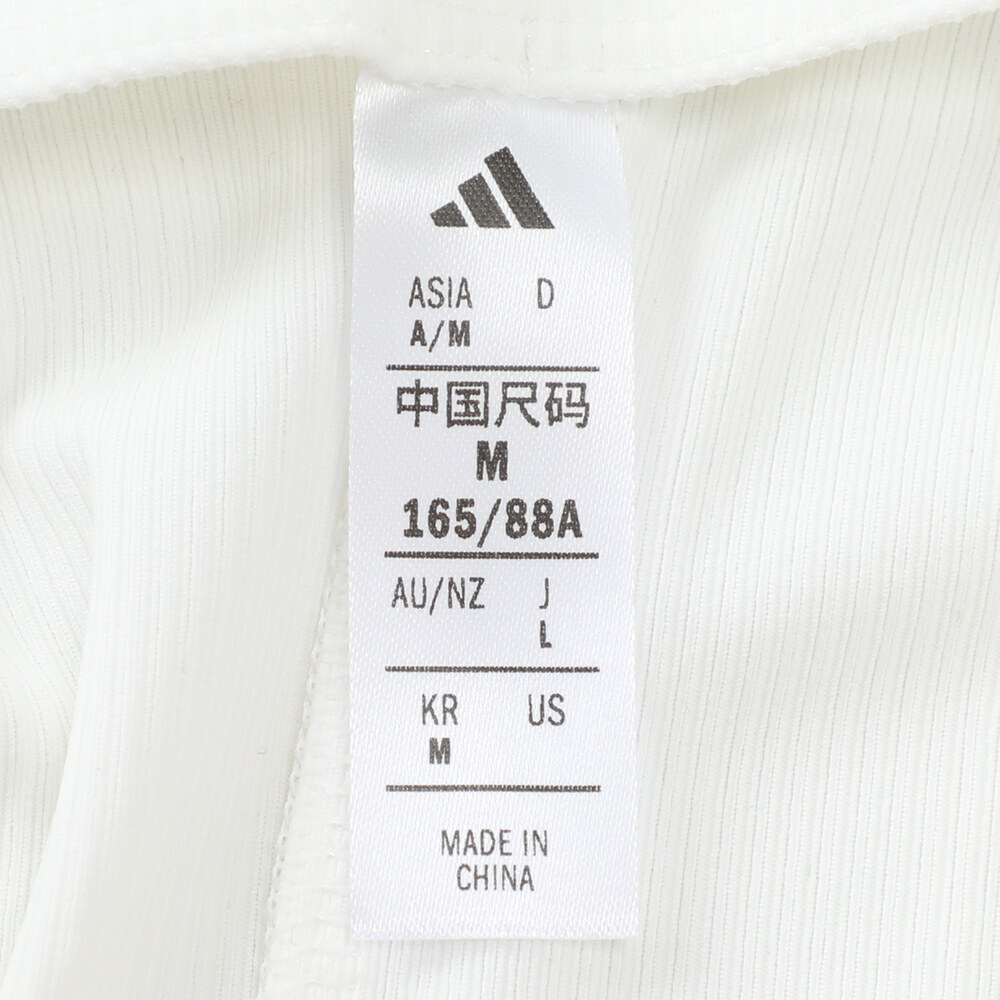 ASIA D
A/M
中国尺码
M
165/88A
AU/NZ J
L
KR US
M
MADE IN
CHINA